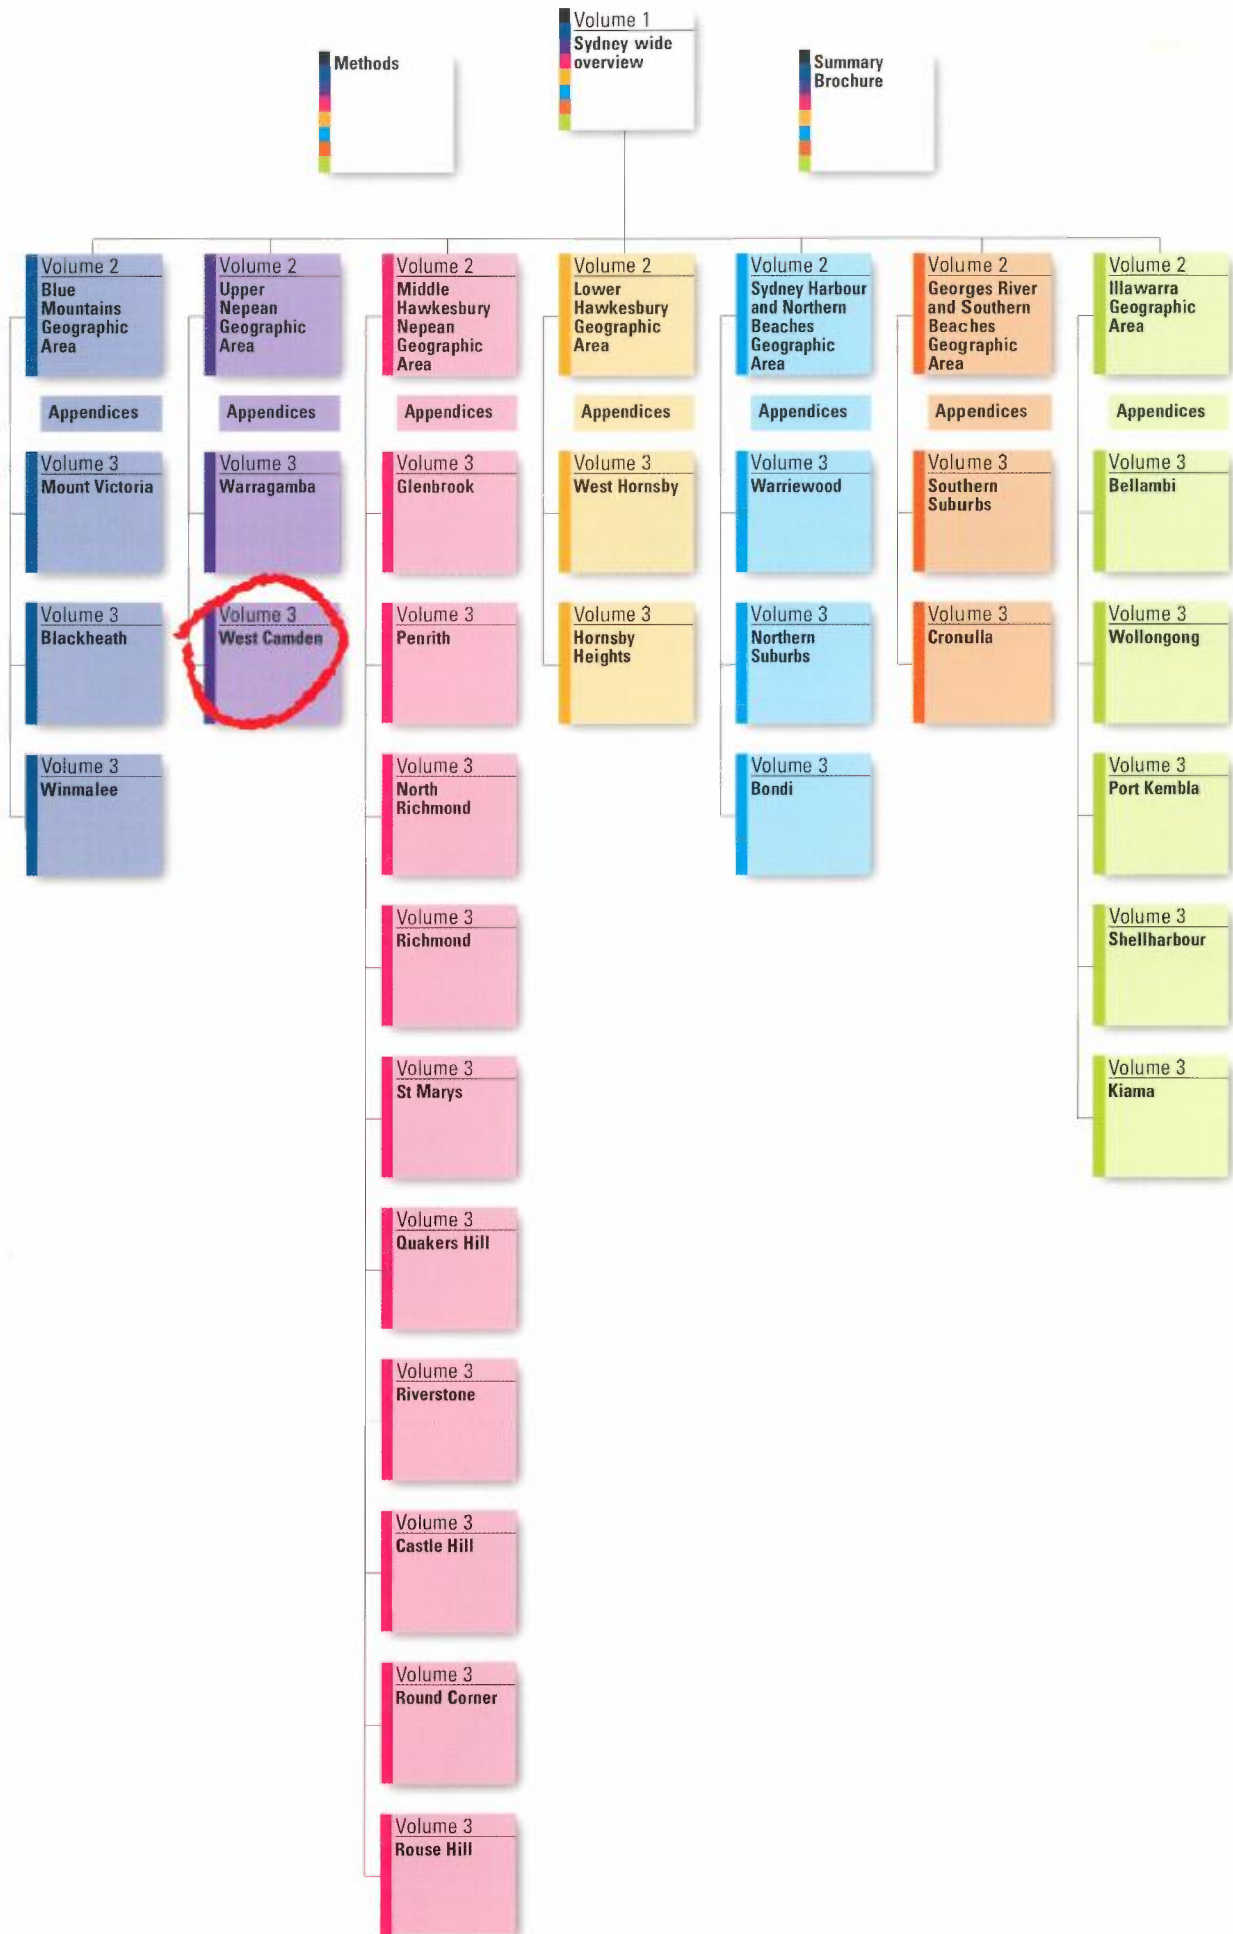 Volume 1
Sydney wide
overview
Methods
Summary
Brochure
Volume 2
Blue
Mountains
Geographic
Area
Appendices
Volume 3
Mount Victoria
Volume 3
Blackheath
Volume 3
Winmalee
Volume 2
Upper
Nepean
Geographic
Area
Appendices
Volume 3
Warragamba
Volume 3
West Camden
Volume 2
Middle
Hawkesbury
Nepean
Geographic
Area
Appendices
Volume 3
Glenbrook
Volume 3
Penrith
Volume 3
North
Richmond
Volume 3
Richmond
Volume 3
St Marys
Volume 3
Quakers Hill
Volume 3
Riverstone
Volume 3
Castle Hill
Volume 3
Round Corner
Volume 3
Rouse Hill
Volume 2
Lower
Hawkesbury
Geographic
Area
Appendices
Volume 3
West Hornsby
Volume 3
Hornsby
Heights
Volume 2
Sydney Harbour
and Northern
Beaches
Geographic
Area
Appendices
Volume 3
Warriewood
Volume 3
Northern
Suburbs
Volume 3
Bondi
Volume 2
Georges River
and Southern
Beaches
Geographic
Area
Appendices
Volume 3
Southern
Suburbs
Volume 3
Cronulla
Volume 2
Illawarra
Geographic
Area
Appendices
Volume 3
Bellambi
Volume 3
Wollongong
Volume 3
Port Kembla
Volume 3
Shellharbour
Volume 3
Kiama